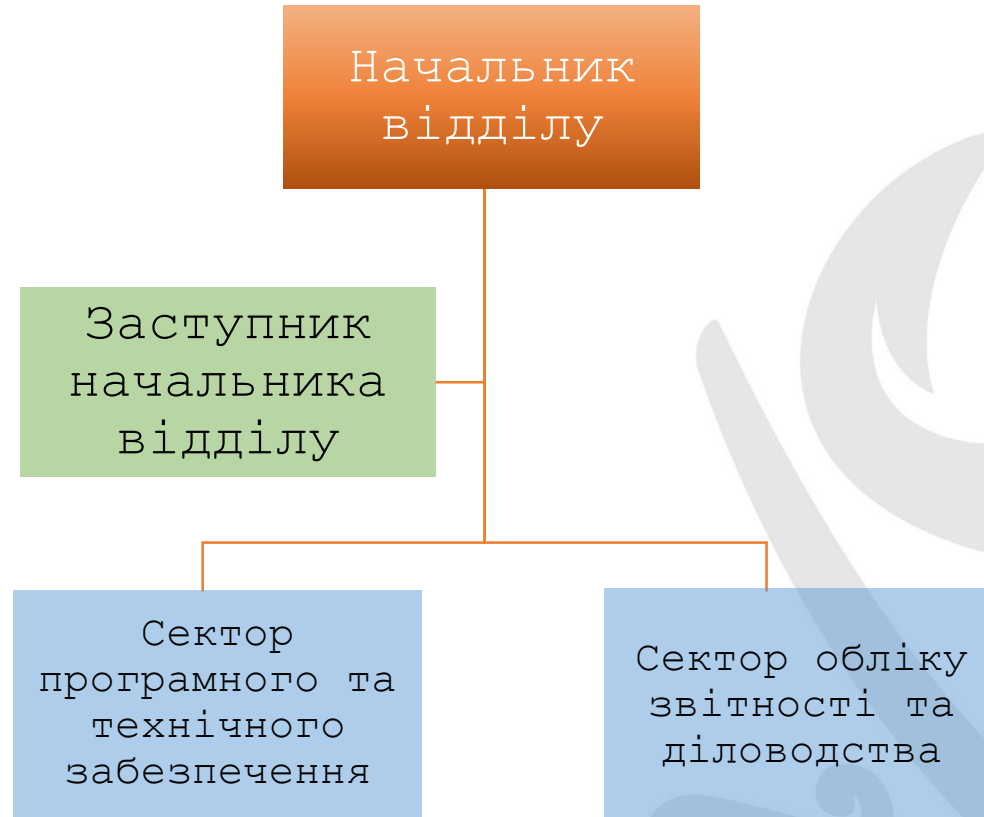 Начальник
відділу
Заступник
начальника
відділу
Сектор
програмного та
технічного
забезпечення
Сектор обліку
звітності та
діловодства